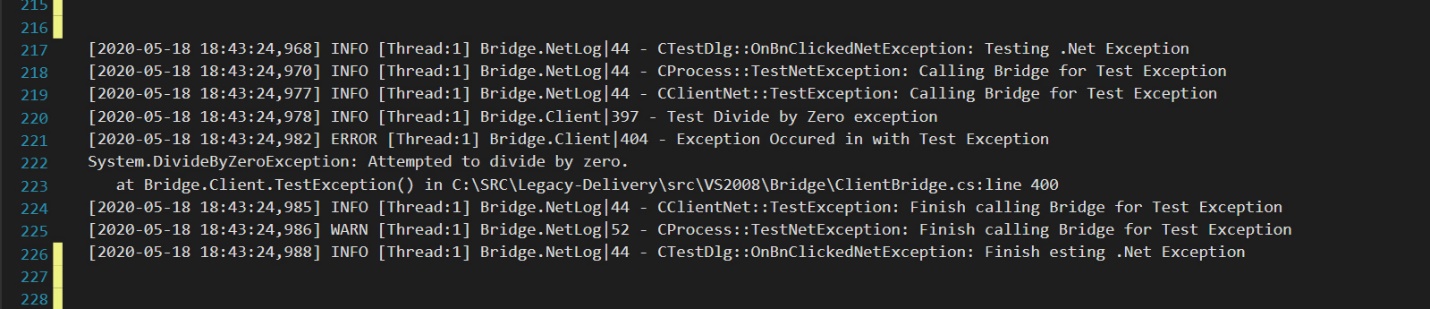 215
216
217 [2020-05-18 18:43:24,968] INFO [Thread:1] Bridge.NetLog|44 - CTestDlg::OnBnClickedNetException: Testing .Net Exception
218 [2020-05-18 18:43:24,970] INFO [Thread:1] Bridge.NetLog|44 - CProcess::TestNetException: Calling Bridge for Test Exception
219 [2020-05-18 18:43:24,977] INFO [Thread:1] Bridge.NetLog|44 - CClientNet::TestException: Calling Bridge for Test Exception
220 [2020-05-18 18:43:24,978] INFO [Thread:1] Bridge.Client|397 - Test Divide by Zero exception
221 [2020-05-18 18:43:24,982] ERROR [Thread:1] Bridge.Client|404 - Exception Occured in with Test Exception
222 System.DivideByZeroException: Attempted to divide by zero.
223    at Bridge.Client.TestException() in C:\SRC\Legacy-Delivery\src\VS2008\Bridge\ClientBridge.cs:line 400
224 [2020-05-18 18:43:24,985] INFO [Thread:1] Bridge.NetLog|44 - CClientNet::TestException: Finish calling Bridge for Test Exception
225 [2020-05-18 18:43:24,986] WARN [Thread:1] Bridge.NetLog|52 - CProcess::TestNetException: Finish calling Bridge for Test Exception
226 [2020-05-18 18:43:24,988] INFO [Thread:1] Bridge.NetLog|44 - CTestDlg::OnBnClickedNetException: Finish esting .Net Exception
227
228